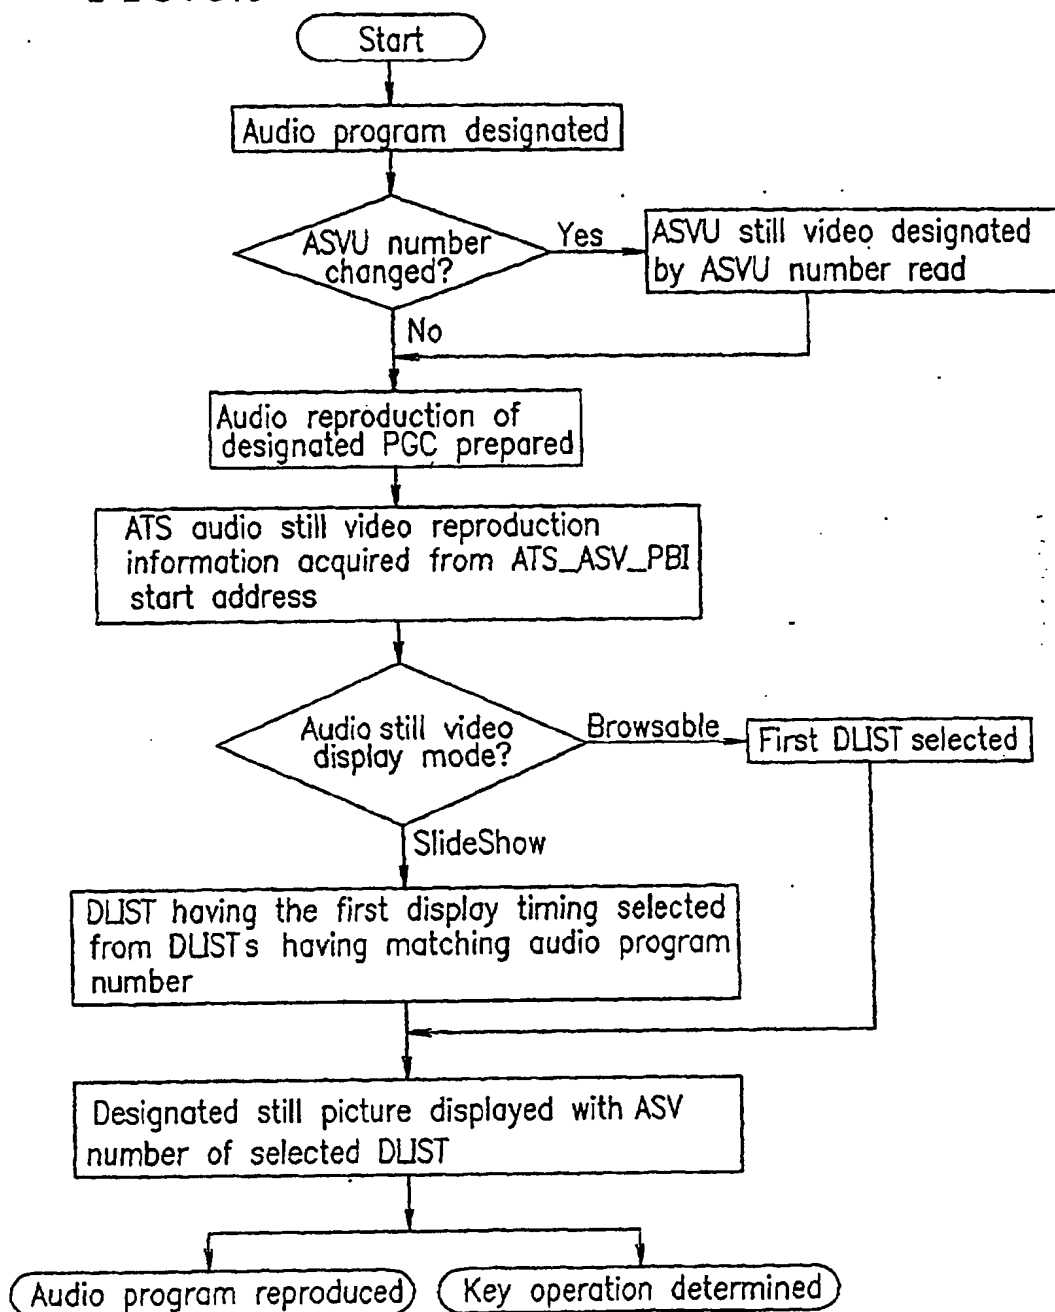 Start
Audio program designated
ASVU number
changed?
Yes
ASVU still video designated
by ASVU number read
No
Audio reproduction of
designated PGC prepared
ATS audio still video reproduction
information acquired from ATS_ASV_PBI
start address
Audio still video
display mode?
Browsable
First DLIST selected
SlideShow
DLIST having the first display timing selected
from DLISTs having matching audio program
number
Designated still picture displayed with ASV
number of selected DLIST
Audio program reproduced
Key operation determined